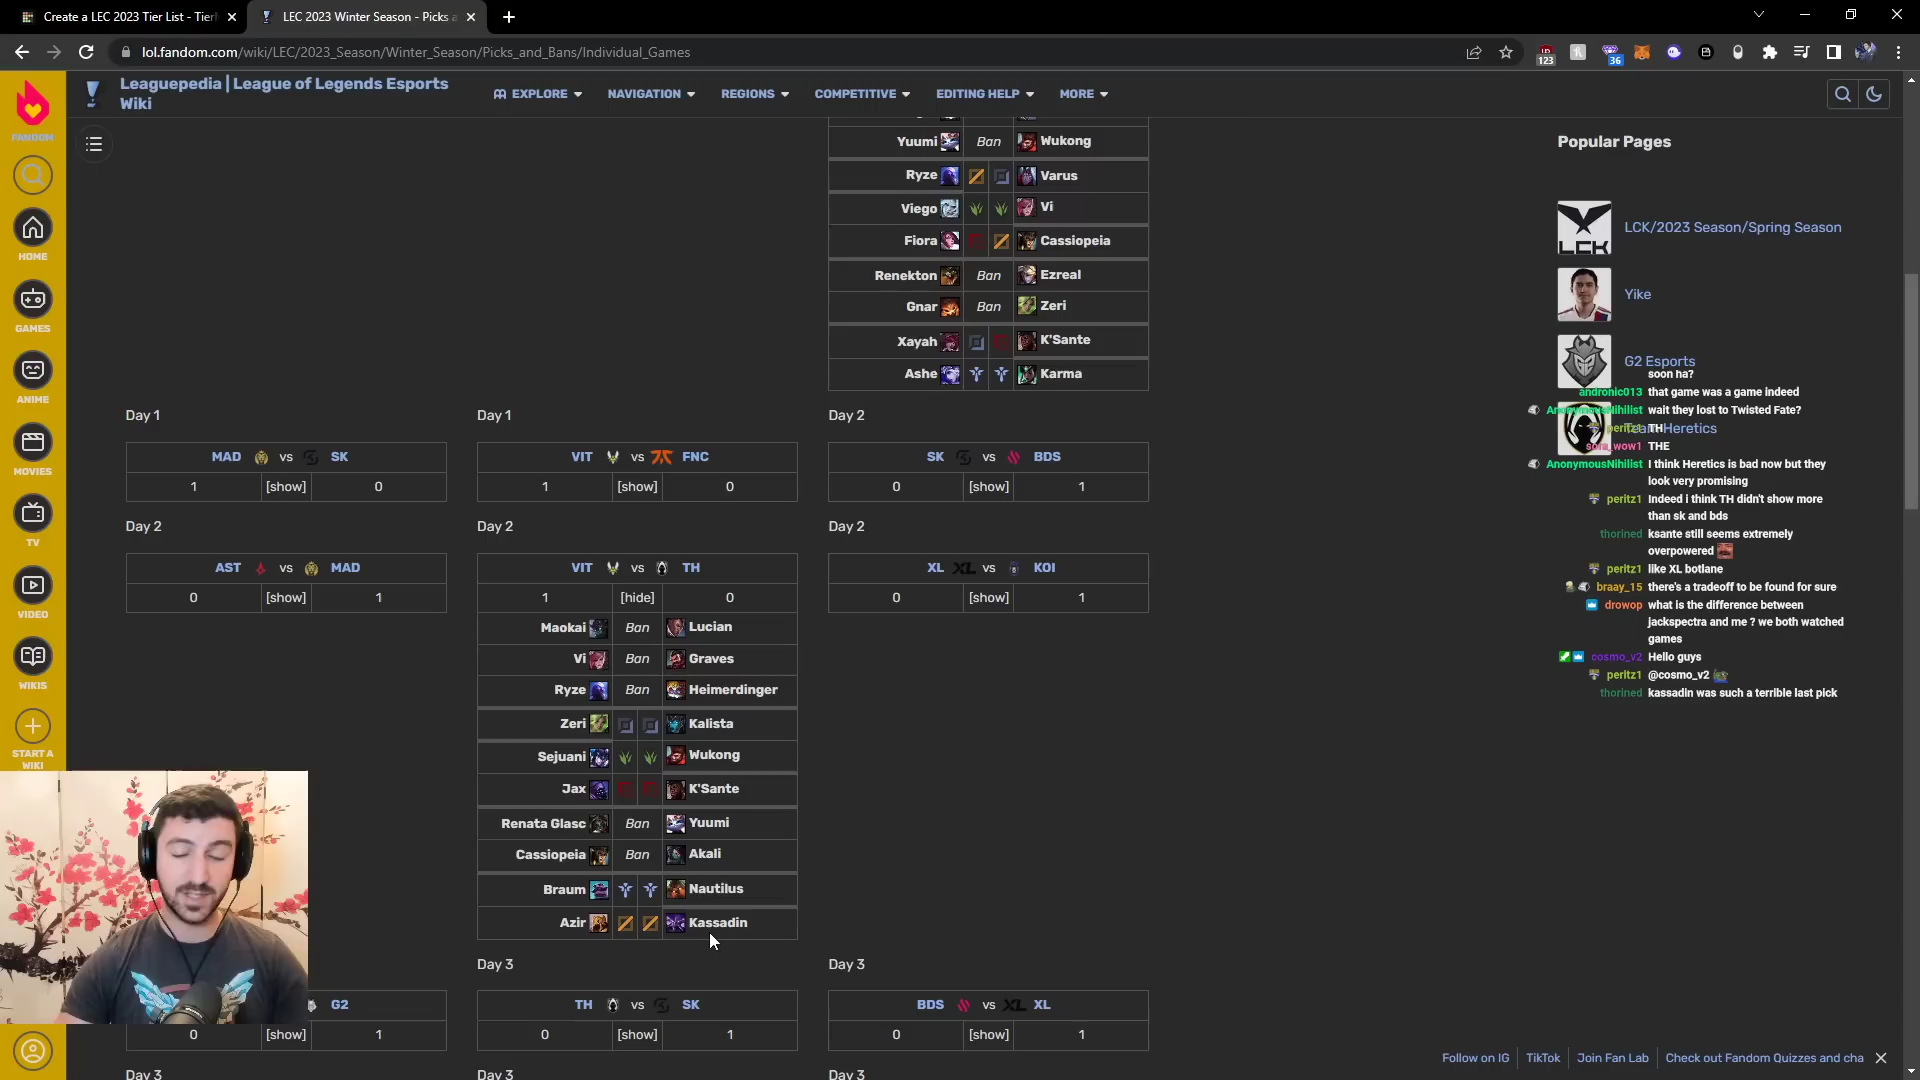 Create a LEC 2023 Tier List - Tier
LEC 2023 Winter Season - Picks a
lol.fandom.com/wiki/LEC/2023_Season/Winter_Season/Picks_and_Bans/Individual_Games
123
36
Leaguepedia | League of Legends Esports
Wiki
EXPLORE
NAVIGATION
REGIONS
COMPETITIVE
EDITING HELP
MORE
FANDOM
HOME
GAMES
ANIME
MOVIES
TV
VIDEO
WIKIS
START A
WIKI
Yuumi Ban Wukong
Ryze Varus
Viego Vi
Fiora Cassiopeia
Renekton Ban Ezreal
Gnar Ban Zeri
Xayah K'Sante
Ashe Karma
Day 1
MAD vs SK
1 [show] 0
Day 1
VIT vs FNC
1 [show] 0
Day 2
SK vs BDS
0 [show] 1
Day 2
AST vs MAD
0 [show] 1
Day 2
VIT vs TH
1 [hide] 0
Maokai Ban Lucian
Vi Ban Graves
Ryze Ban Heimerdinger
Zeri Kalista
Sejuani Wukong
Jax K'Sante
Renata Glasc Ban Yuumi
Cassiopeia Ban Akali
Braum Nautilus
Azir Kassadin
Day 2
XL XL vs KOI
0 [show] 1
G2
0 [show] 1
Day 3
TH vs SK
0 [show] 1
Day 3
BDS vs XL XL
0 [show] 1
Day 3
Day 3
Day 3
Popular Pages
LCK
LCK/2023 Season/Spring Season
Yike
G2 Esports
Team Heretics
soon ha?
andronic013 that game was a game indeed
AnonymousNihilist wait they lost to Twisted Fate?
peritz1 TH
THE
AnonymousNihilist I think Heretics is bad now but they
look very promising
peritz1 Indeed i think TH didn't show more
than sk and bds
thorined ksante still seems extremely
overpowered
peritz1 like XL botlane
braay_15 there's a tradeoff to be found for sure
drowop what is the difference between
jackspectra and me ? we both watched
games
cosmo_v2 Hello guys
peritz1 @cosmo_v2
thorined kassadin was such a terrible last pick
Follow on IG
TikTok
Join Fan Lab
Check out Fandom Quizzes and cha